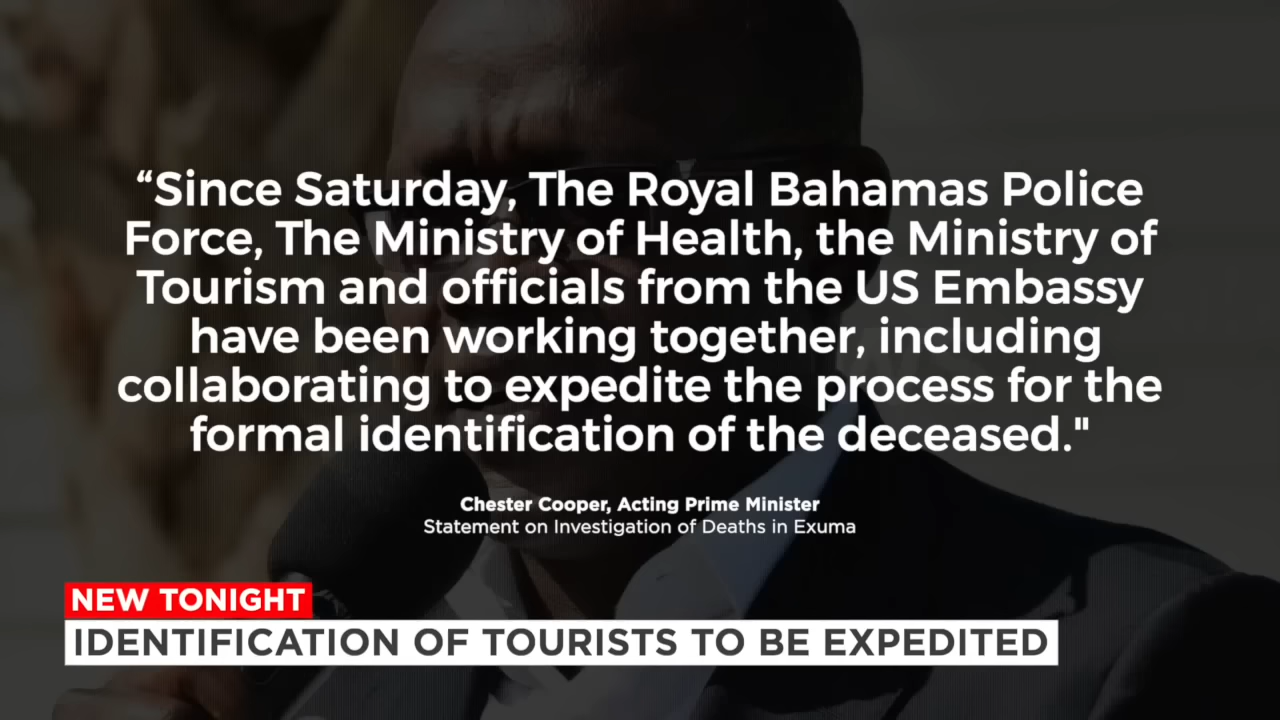 “Since Saturday, The Royal Bahamas Police
Force, The Ministry of Health, the Ministry of
Tourism and officials from the US Embassy
have been working together, including
collaborating to expedite the process for the
formal identification of the deceased."
Chester Cooper, Acting Prime Minister
Statement on Investigation of Deaths in Exuma
NEW TONIGHT
IDENTIFICATION OF TOURISTS TO BE EXPEDITED